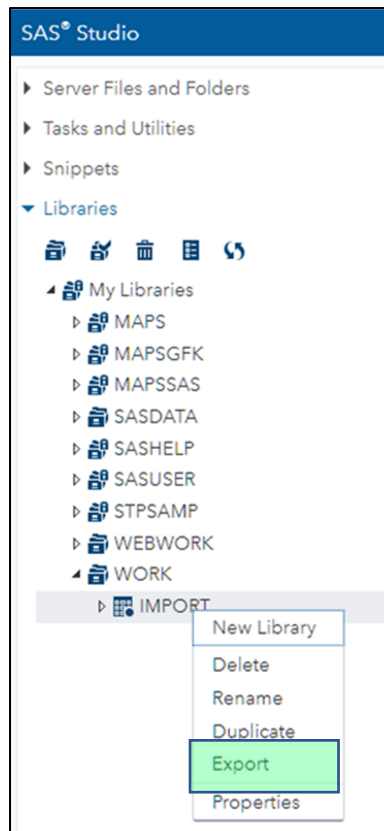 SAS® Studio
Server Files and Folders
Tasks and Utilities
Snippets
Libraries
My Libraries
MAPS
MAPSGFK
MAPSSAS
SASDATA
SASHELP
SASUSER
STPSAMP
WEBWORK
WORK
IMPORT
New Library
Delete
Rename
Duplicate
Export
Properties